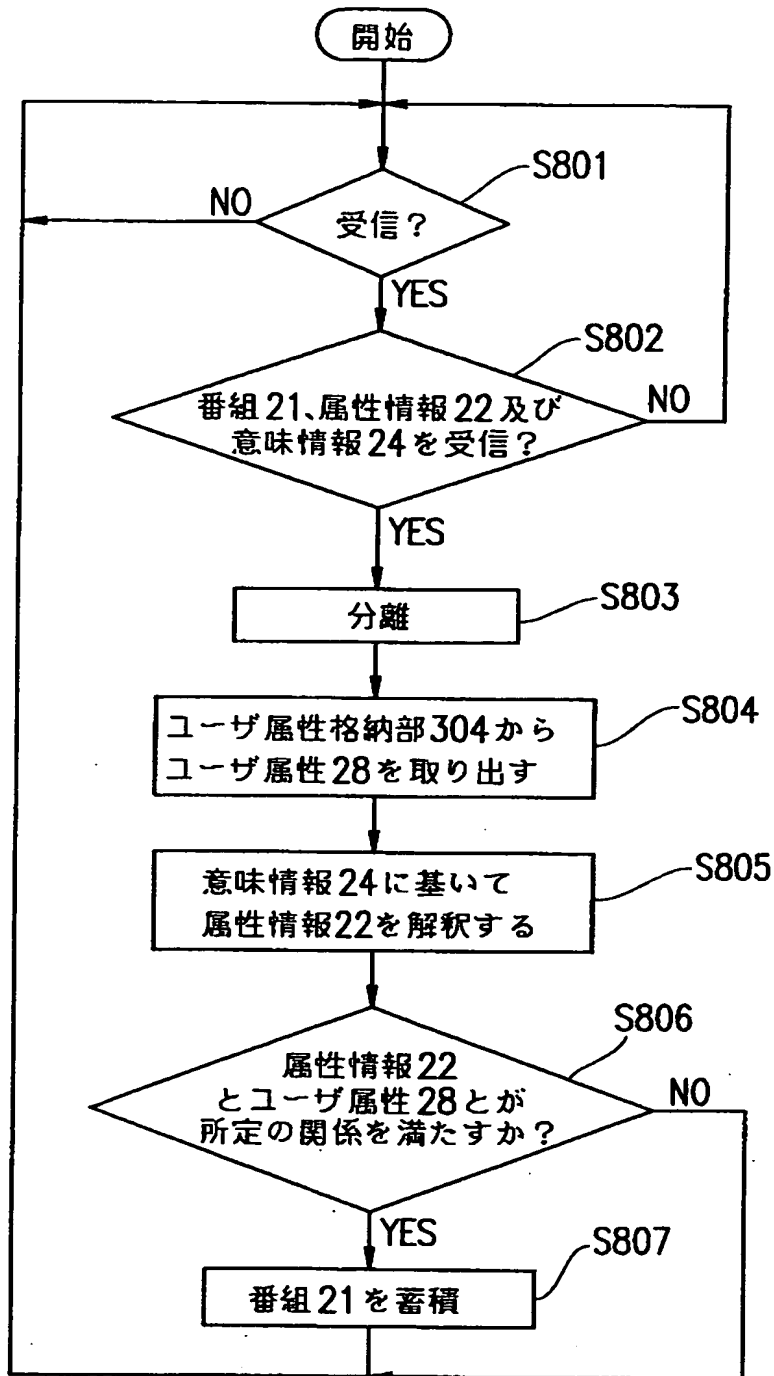 開始
S801
NO
受信？
YES
S802
番組21、属性情報22及び
意味情報24を受信？
NO
YES
S803
分離
S804
ユーザ属性格納部304から
ユーザ属性28を取り出す
S805
意味情報24に基いて
属性情報22を解釈する
S806
属性情報22
とユーザ属性28とが
所定の関係を満たすか？
NO
YES
S807
番組21を蓄積